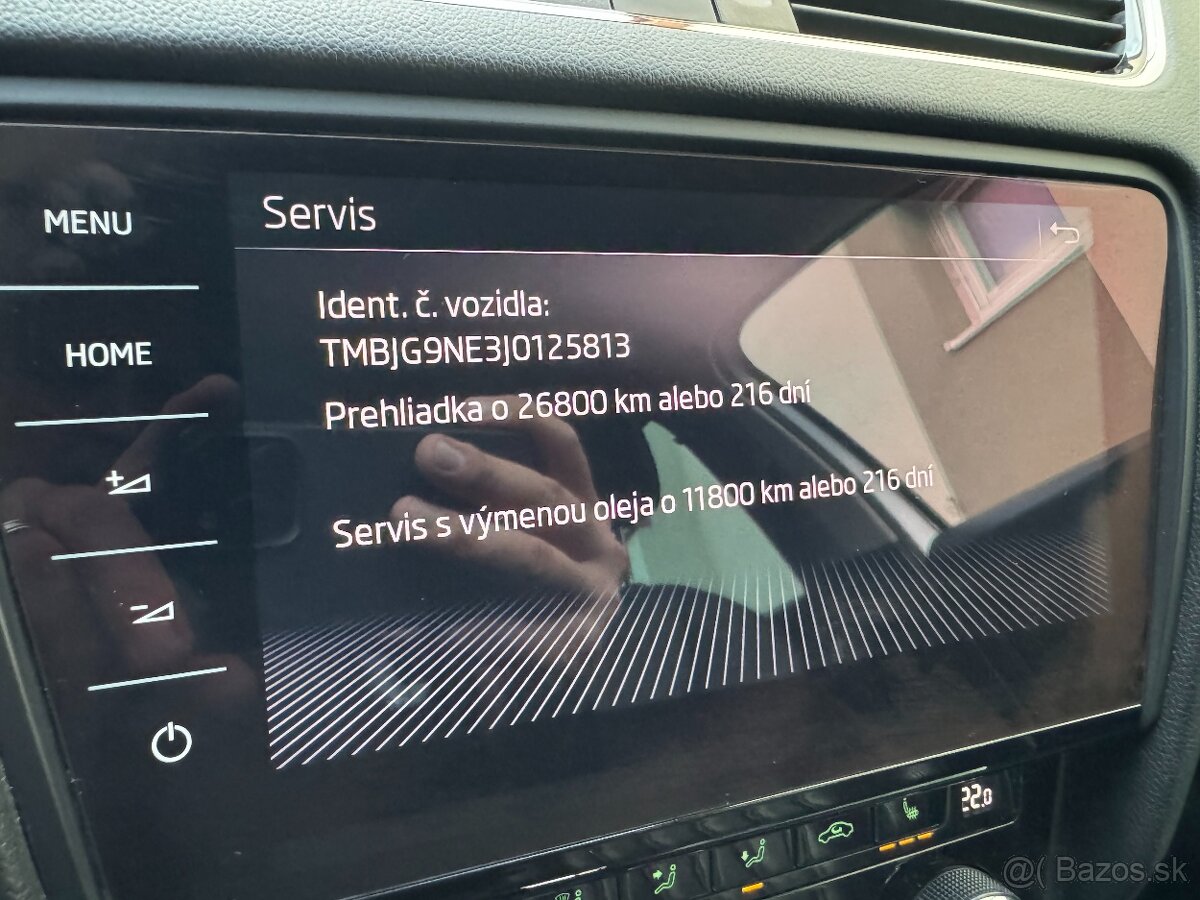 MENU
Servis
HOME
Ident. č. vozidla:
TMBJG9NE3J0125813
Prehliadka o 26800 km alebo 216 dní
Servis s výmenou oleja o 11800 km alebo 216 dní
22.0
@( Bazos.sk